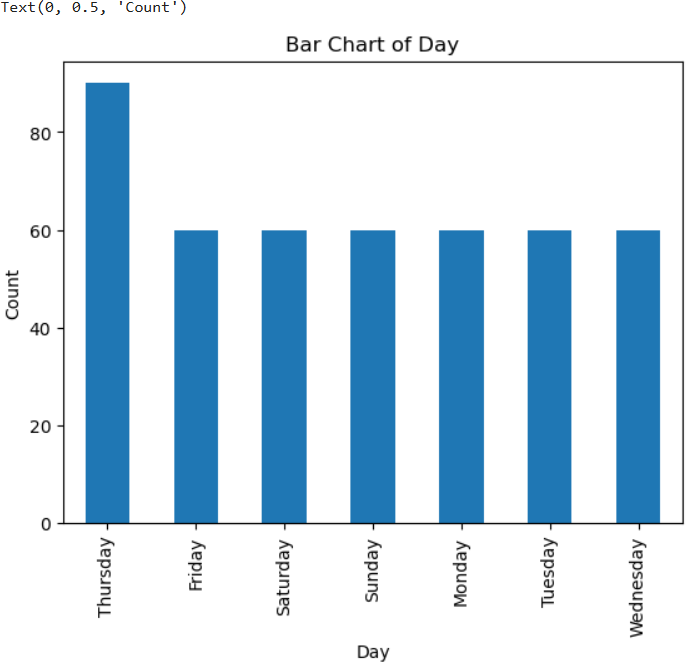 Text(0, 0.5, 'Count')
Bar Chart of Day
80
60
40
20
0
Count
Thursday
Friday
Saturday
Sunday
Monday
Tuesday
Wednesday
Day